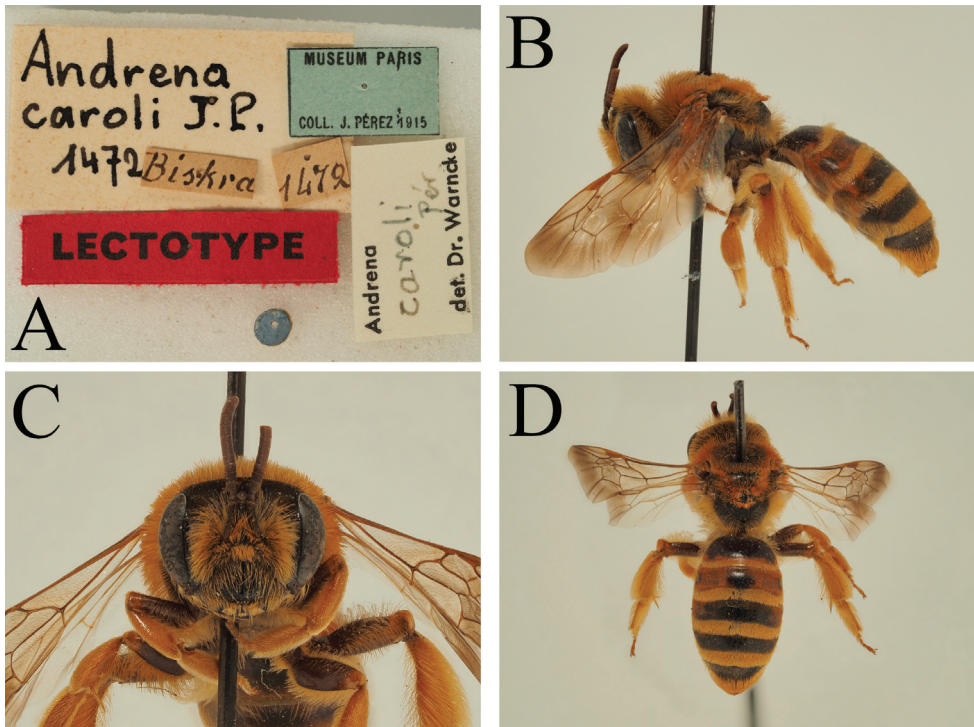 Andrena
caroli J.P.
1472
Biskra
1472
MUSEUM PARIS
COLL. J. PÉREZ 1915
LECTOTYPE
Andrena
caroli
Pér
det. Dr. Warncke
A
B
C
D